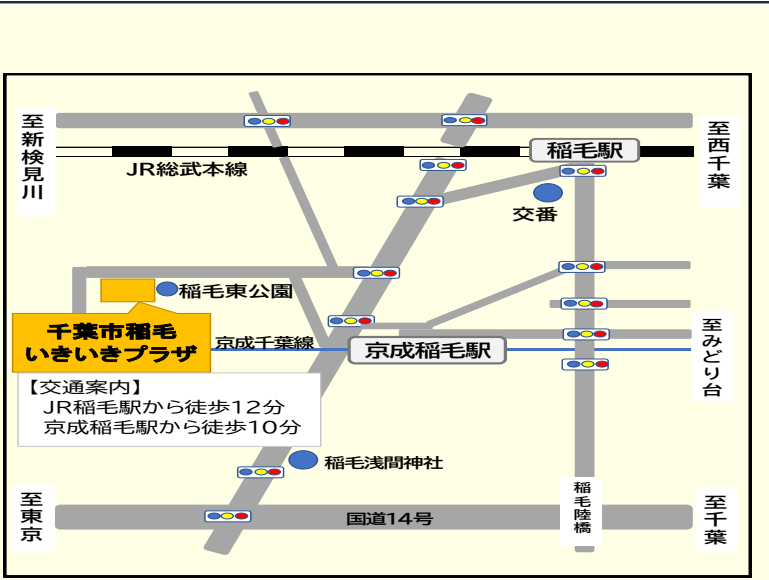 至新検見川
至西千葉
稲毛駅
JR総武本線
交番
稲毛東公園
千葉市稲毛
いきいきプラザ
京成千葉線
京成稲毛駅
至みどり台
【交通案内】
JR稲毛駅から徒歩12分
京成稲毛駅から徒歩10分
稲毛浅間神社
稲毛陸橋
至東京
国道14号
至千葉